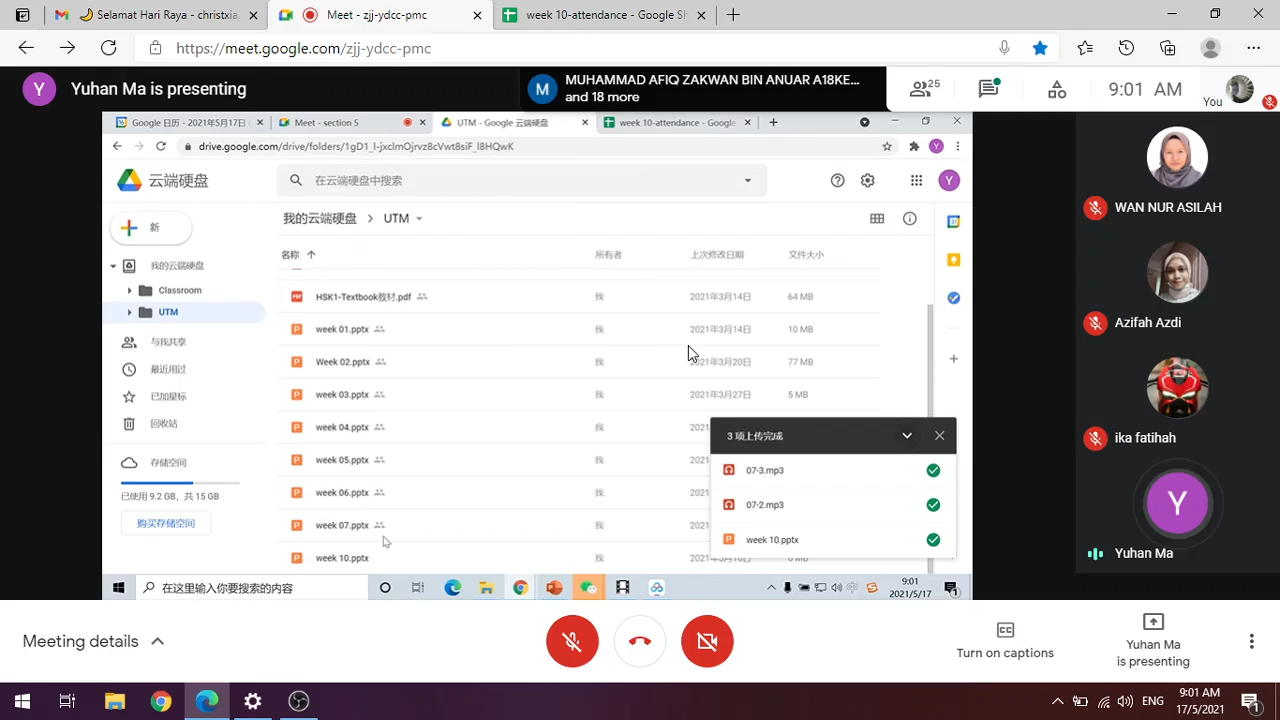 🌙 Selamat Hari Raya - christxia
Meet - zjj-ydcc-pmc
week 10-attendance - Google Sh
https://meet.google.com/zjj-ydcc-pmc
Y
Yuhan Ma is presenting
M
MUHAMMAD AFIQ ZAKWAN BIN ANUAR A18KE...
and 18 more
25
9:01 AM
You
Google 日历 - 2021年5月17日
Meet - section 5
UTM - Google 云端硬盘
week 10-attendance - Google
drive.google.com/drive/folders/1gD1_l-jxclmOjrvz8cVwt8siF_l8HQwK
云端硬盘
在云端硬盘中搜索
Y
新
我的云端硬盘
Classroom
UTM
与我共享
最近用过
已加星标
回收站
存储空间
已使用 9.2 GB，共 15 GB
购买存储空间
我的云端硬盘 > UTM
名称
所有者
上次修改日期
文件大小
HSK1-Textbook教材.pdf 我 2021年3月14日 64 MB
week 01.pptx 我 2021年3月14日 10 MB
Week 02.pptx 我 2021年3月20日 77 MB
week 03.pptx 我 2021年3月27日 5 MB
week 04.pptx 我
week 05.pptx 我
week 06.pptx 我
week 07.pptx 我
week 10.pptx 我
3 项上传完成
07-3.mp3
07-2.mp3
week 10.pptx
在这里输入你要搜索的内容
9:01
2021/5/17
WAN NUR ASILAH
Azifah Azdi
ika fatihah
Y
Yuhan Ma
Meeting details
Turn on captions
Yuhan Ma
is presenting
ENG
9:01 AM
17/5/2021
1